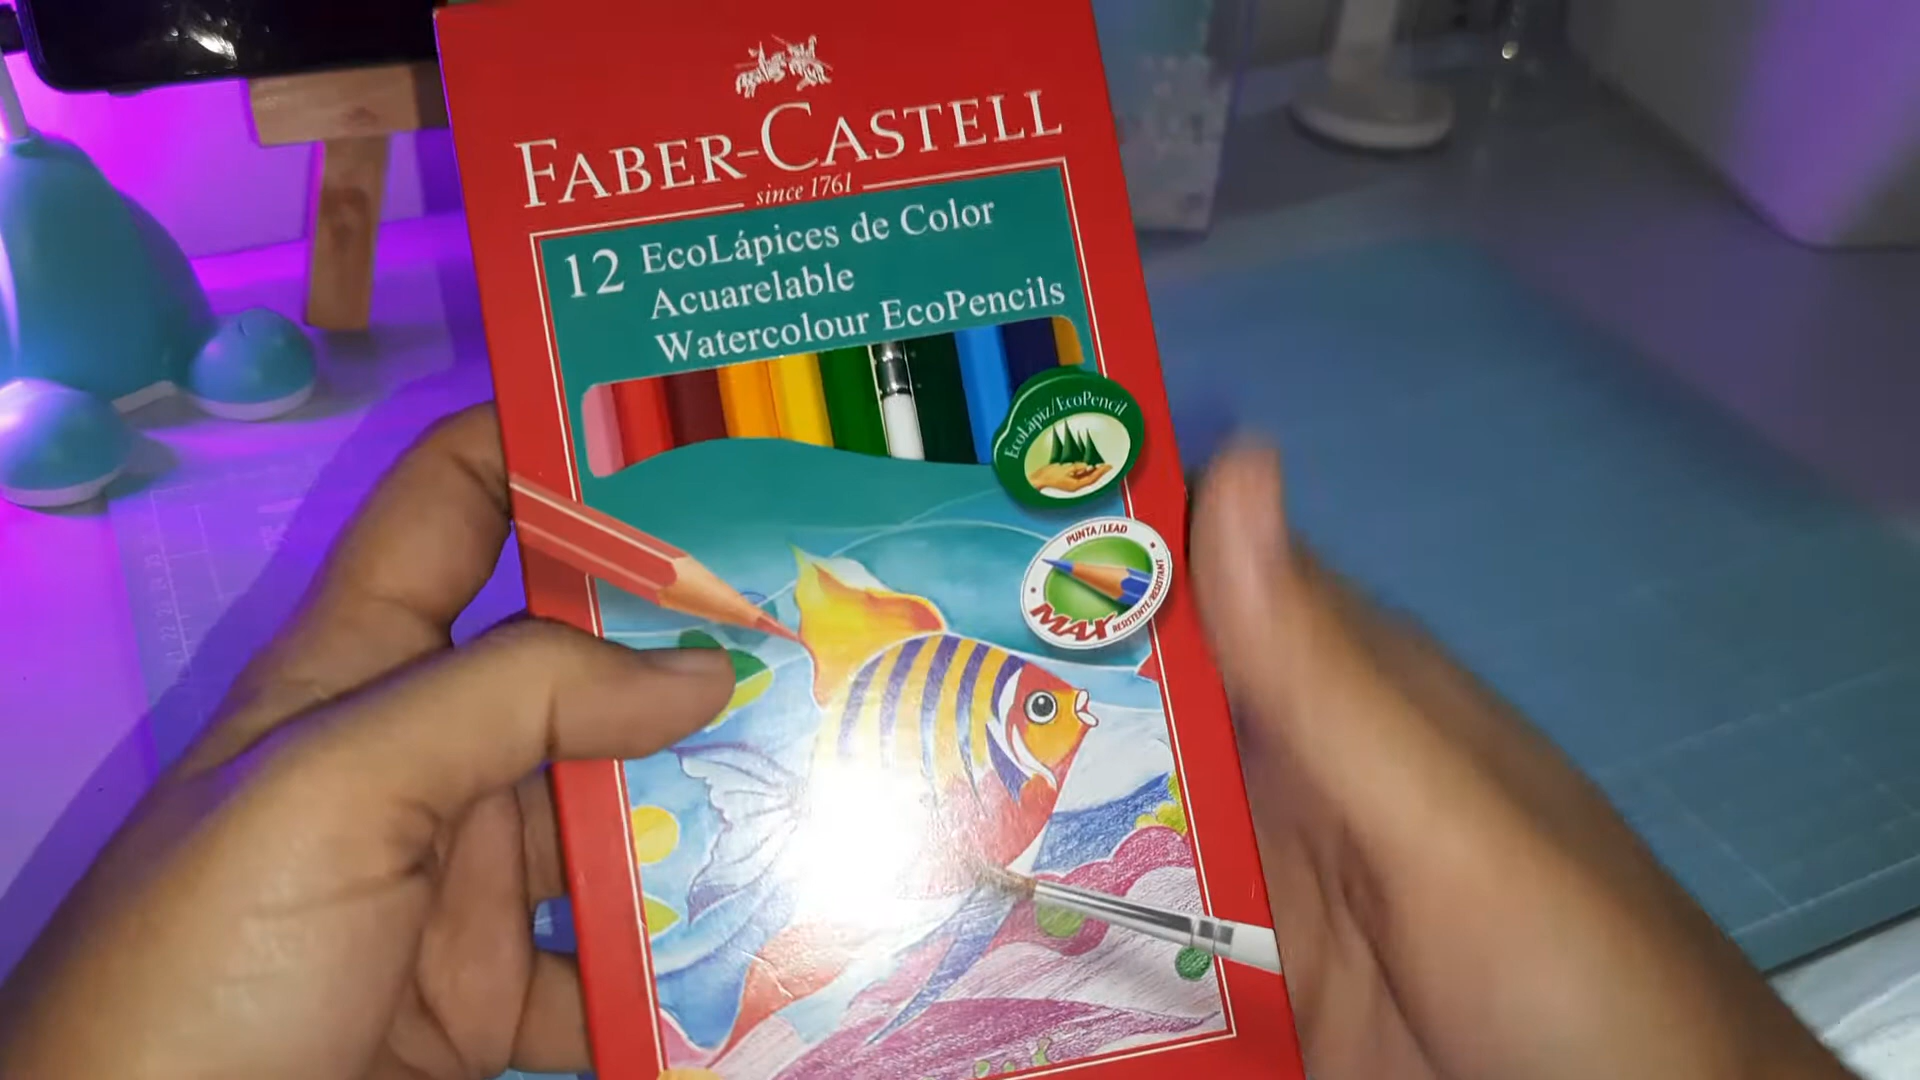 FABER-CASTELL
since 1761
12 EcoLápices de Color
Acuarelable
Watercolour EcoPencils
EcoLápiz/EcoPencil
PUNTA/LEAD
MAX
RESISTENTE/RESISTANT